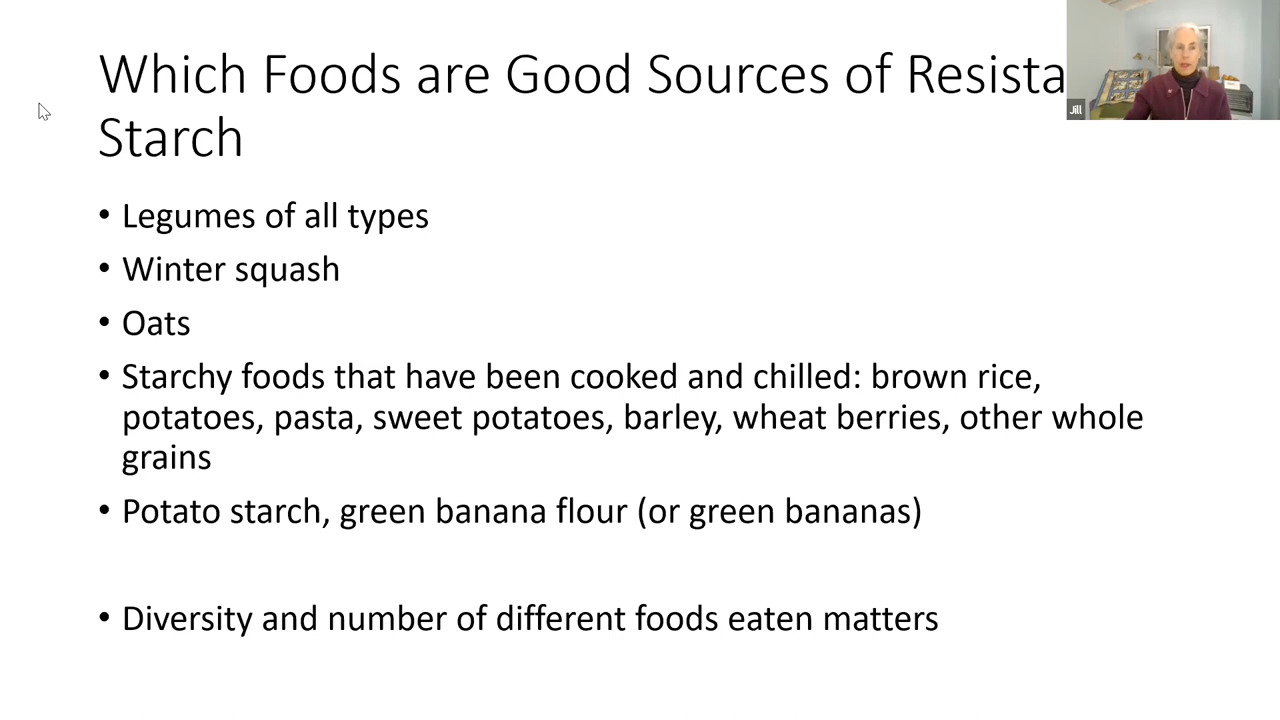 Which Foods are Good Sources of Resista
Starch
• Legumes of all types
• Winter squash
• Oats
• Starchy foods that have been cooked and chilled: brown rice,
potatoes, pasta, sweet potatoes, barley, wheat berries, other whole
grains
• Potato starch, green banana flour (or green bananas)
• Diversity and number of different foods eaten matters
Jill